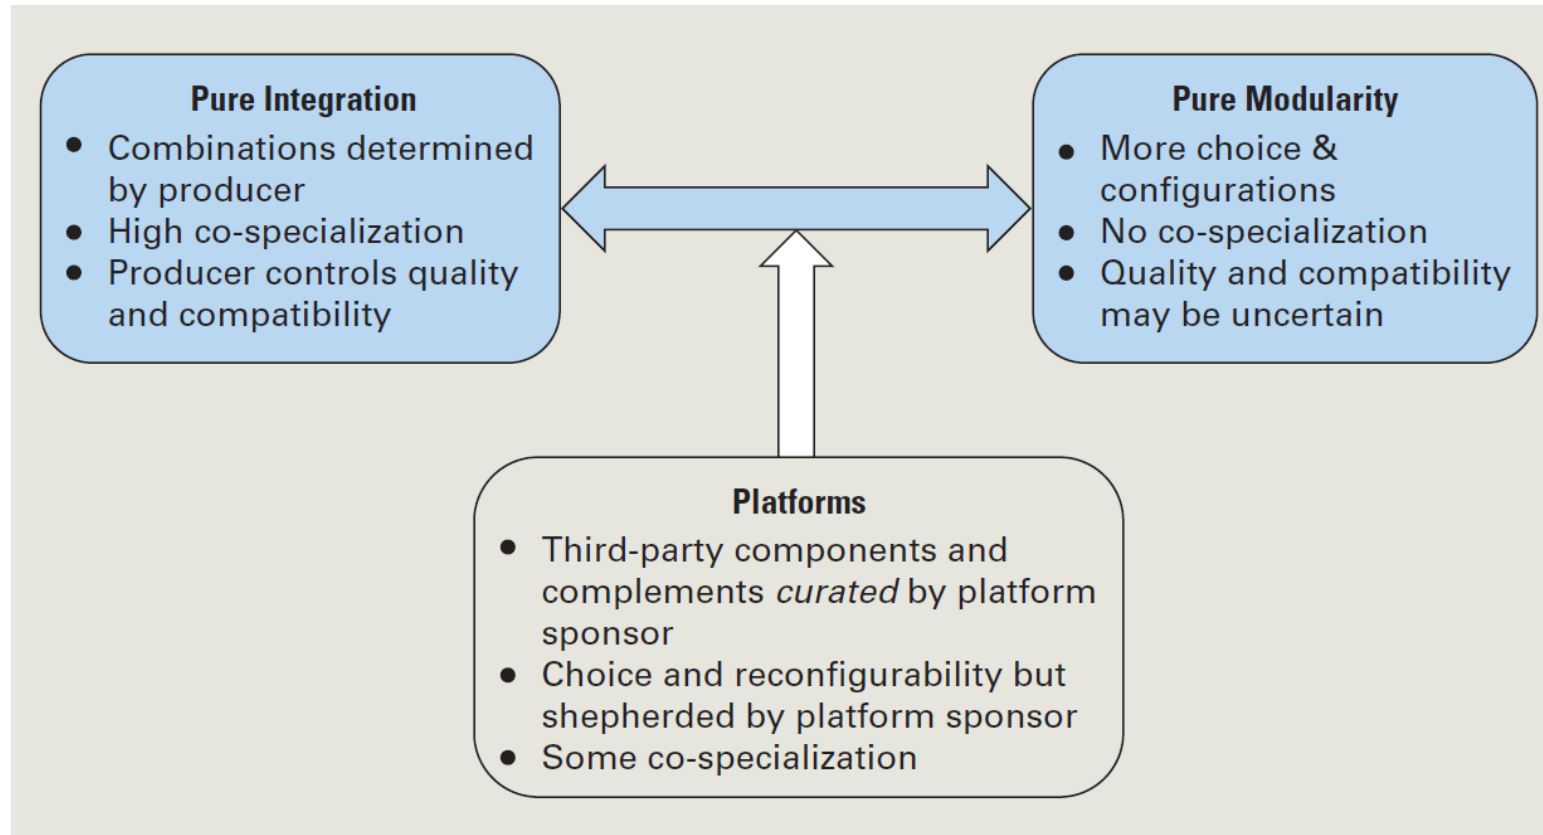 Pure Integration
● Combinations determined
by producer
● High co-specialization
● Producer controls quality
and compatibility
Pure Modularity
● More choice &
configurations
● No co-specialization
● Quality and compatibility
may be uncertain
Platforms
● Third-party components and
complements curated by platform
sponsor
● Choice and reconfigurability but
shepherded by platform sponsor
● Some co-specialization